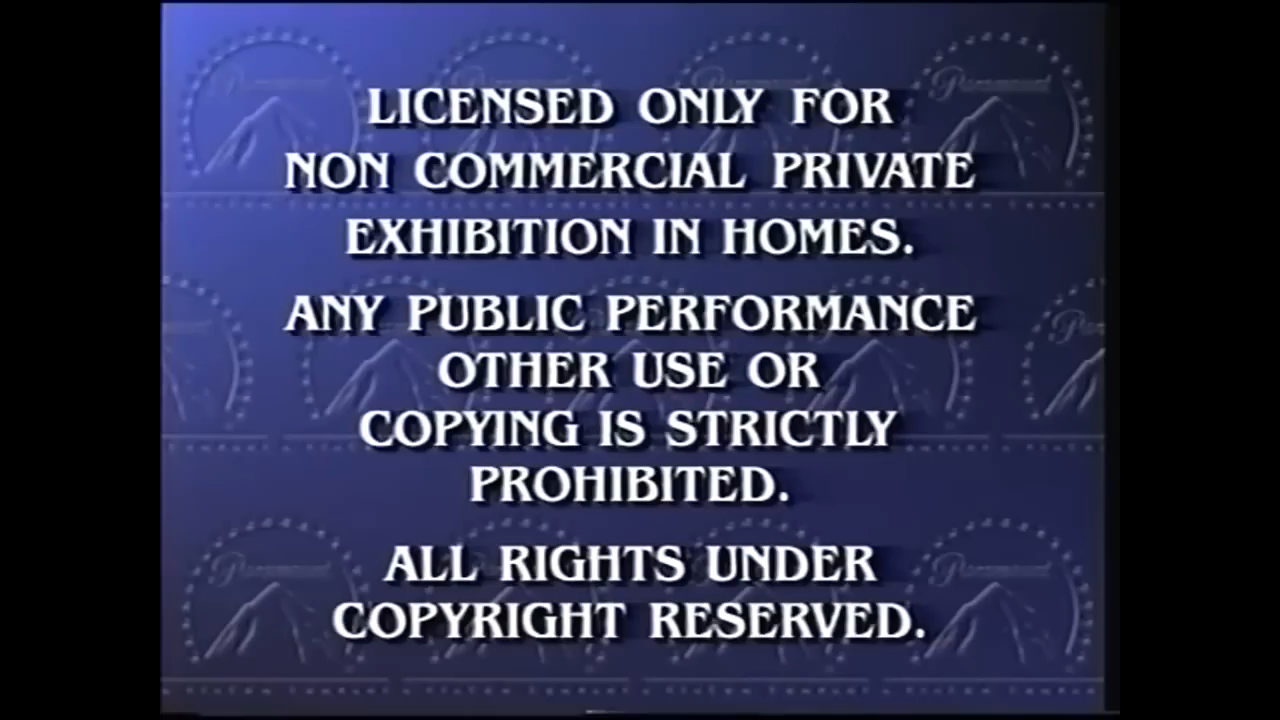 LICENSED ONLY FOR
NON COMMERCIAL PRIVATE
EXHIBITION IN HOMES.
ANY PUBLIC PERFORMANCE
OTHER USE OR
COPYING IS STRICTLY
PROHIBITED.
ALL RIGHTS UNDER
COPYRIGHT RESERVED.